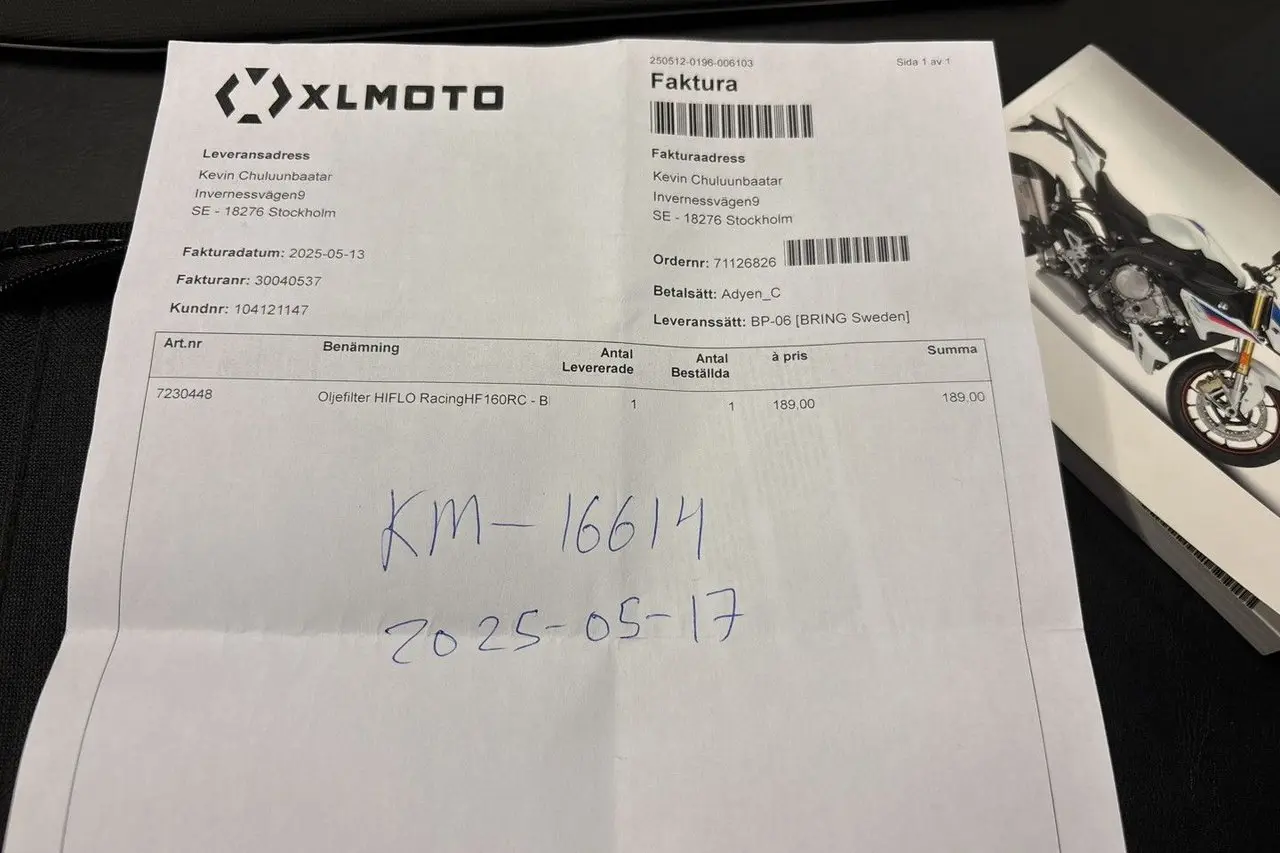 XLMOTO
250512-0196-006103
Sida 1 av 1
Faktura
Leveransadress
Kevin Chuluunbaatar
Invernessvägen9
SE - 18276 Stockholm
Fakturaadress
Kevin Chuluunbaatar
Invernessvägen9
SE - 18276 Stockholm
Fakturadatum: 2025-05-13
Fakturanr: 30040537
Kundnr: 104121147
Ordernr: 71126826
Betalsätt: Adyen_C
Leveranssätt: BP-06 [BRING Sweden]
Art.nr Benämning Antal Levererade Antal Beställda à pris Summa
7230448 Oljefilter HIFLO RacingHF160RC - B 1 1 189,00 189,00
KM-16614
2025-05-17